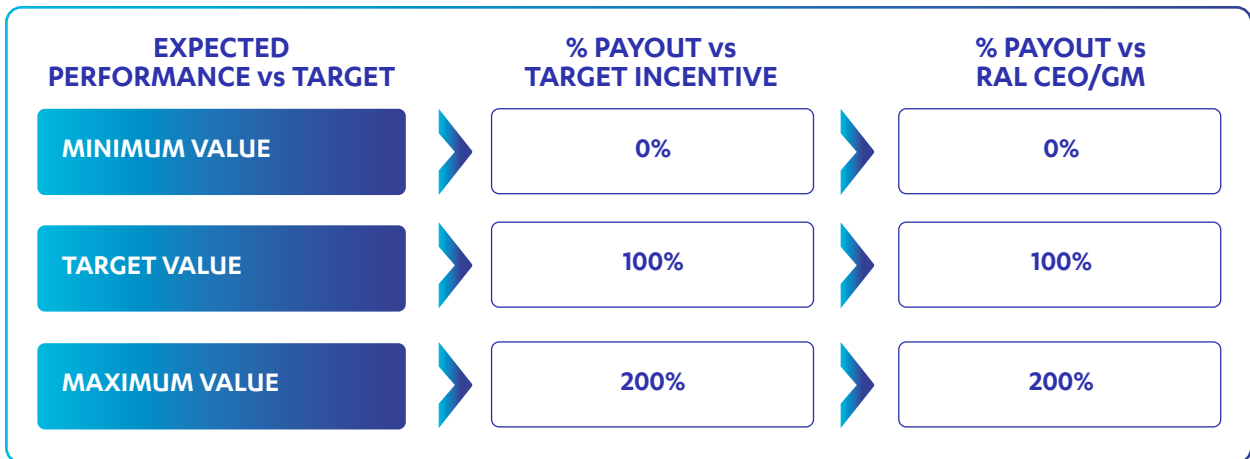 EXPECTED
PERFORMANCE vs TARGET
% PAYOUT vs
TARGET INCENTIVE
% PAYOUT vs
RAL CEO/GM
MINIMUM VALUE
0%
0%
TARGET VALUE
100%
100%
MAXIMUM VALUE
200%
200%